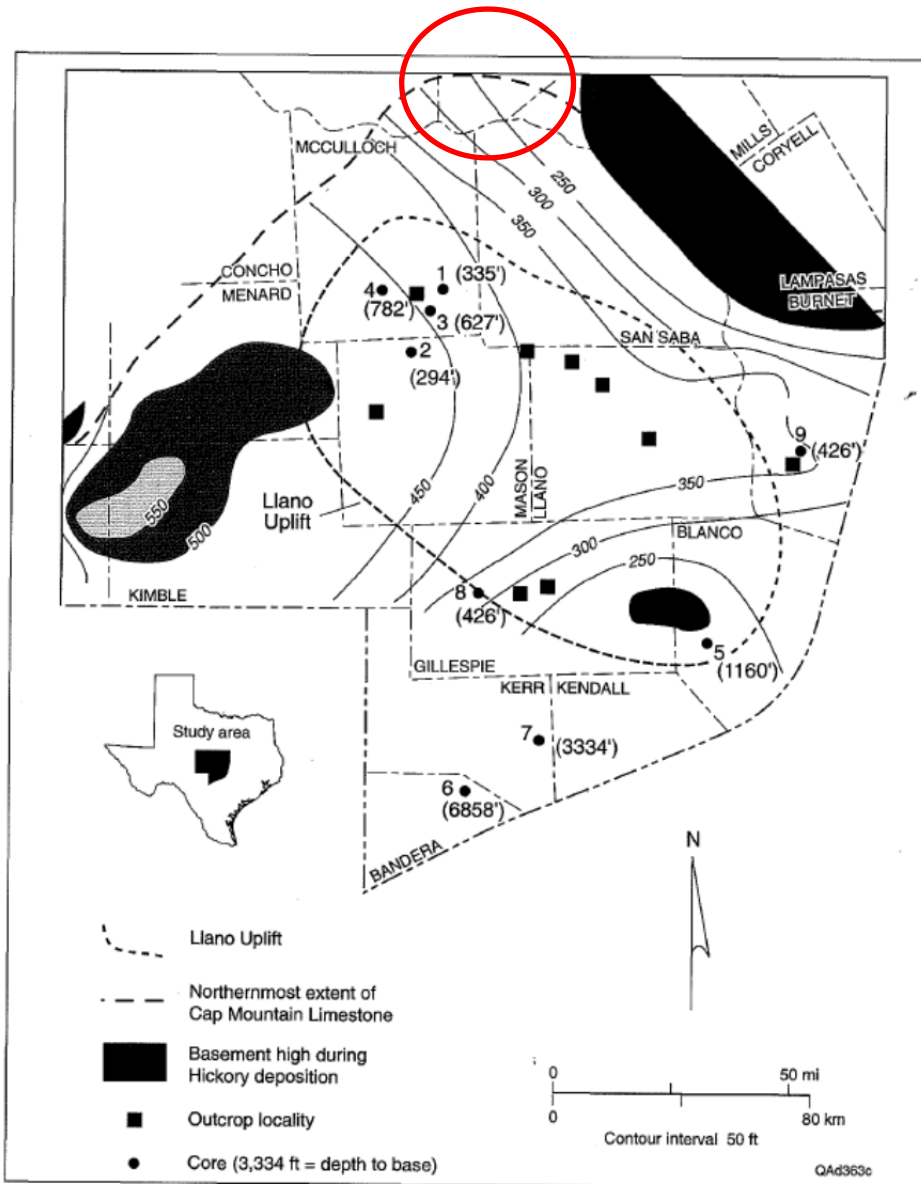 MILLS
CORYELL
MCCULLOCH
250
300
350
CONCHO
MENARD
1 (335')
4
(782')
3 (627')
LAMPASAS
BURNET
SAN SABA
2
(294')
9
(426')
450
400
MASON
LLANO
350
550
500
Llano
Uplift
BLANCO
300
250
KIMBLE
8
(426')
5
(1160')
GILLESPIE
KERR
KENDALL
Study area
7
(3334')
6
(6858')
BANDERA
N
Llano Uplift
Northernmost extent of
Cap Mountain Limestone
Basement high during
Hickory deposition
0 50 mi
0 80 km
Outcrop locality
Contour interval 50 ft
Core (3,334 ft = depth to base)
QAd363c